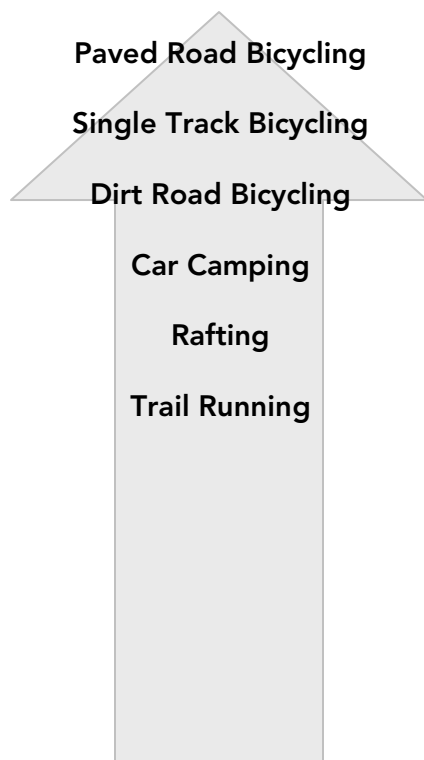 Paved Road Bicycling
Single Track Bicycling
Dirt Road Bicycling
Car Camping
Rafting
Trail Running